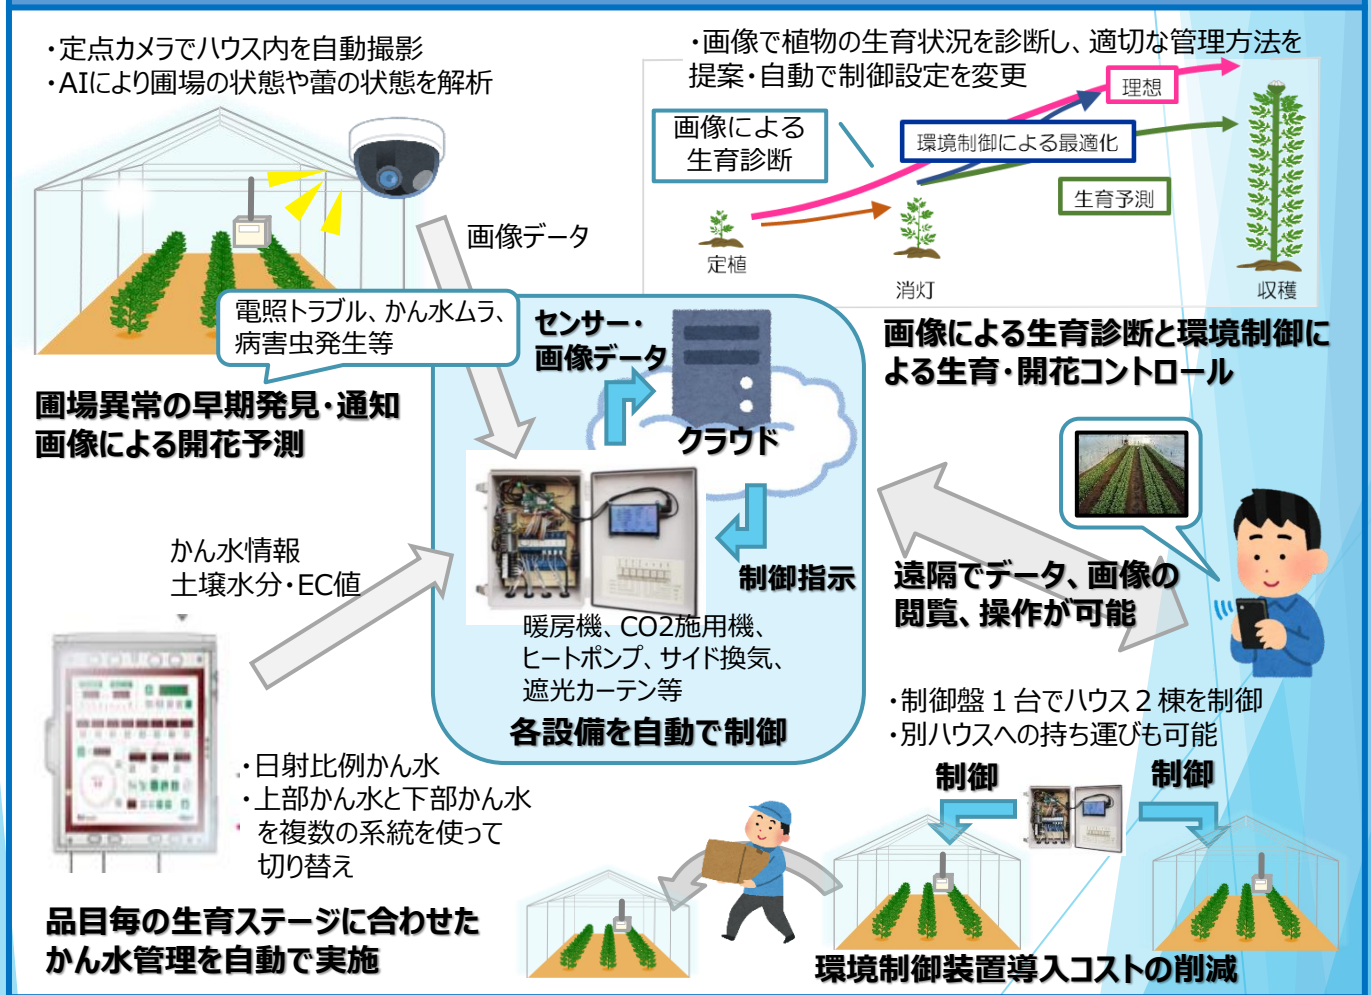 ・定点カメラでハウス内を自動撮影
・AIにより圃場の状態や蕾の状態を解析
・画像で植物の生育状況を診断し、適切な管理方法を
提案・自動で制御設定を変更
理想
画像による
生育診断
環境制御による最適化
生育予測
定植
消灯
収穫
画像による生育診断と環境制御に
よる生育・開花コントロール
画像データ
電照トラブル、かん水ムラ、
病害虫発生等
圃場異常の早期発見・通知
画像による開花予測
センサー・
画像データ
クラウド
制御指示
暖房機、CO2施用機、
ヒートポンプ、サイド換気、
遮光カーテン等
各設備を自動で制御
かん水情報
土壌水分・EC値
遠隔でデータ、画像の
閲覧、操作が可能
・日射比例かん水
・上部かん水と下部かん水
を複数の系統を使って
切り替え
品目毎の生育ステージに合わせた
かん水管理を自動で実施
・制御盤１台でハウス２棟を制御
・別ハウスへの持ち運びも可能
制御
制御
環境制御装置導入コストの削減